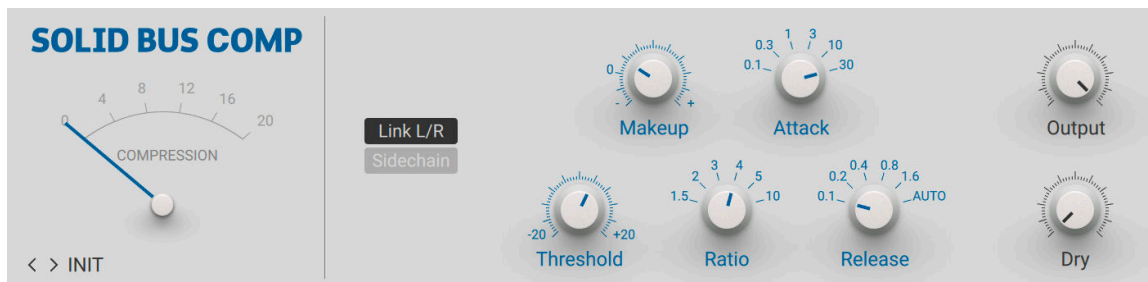 SOLID BUS COMP
0 4 8 12 16 20
COMPRESSION
< > INIT
Link L/R
Sidechain
0
- +
Makeup
0.1 0.3 1 3 10 30
Attack
Output
-20 +20
Threshold
1.5 2 3 4 5 10
Ratio
0.1 0.2 0.4 0.8 1.6 AUTO
Release
Dry